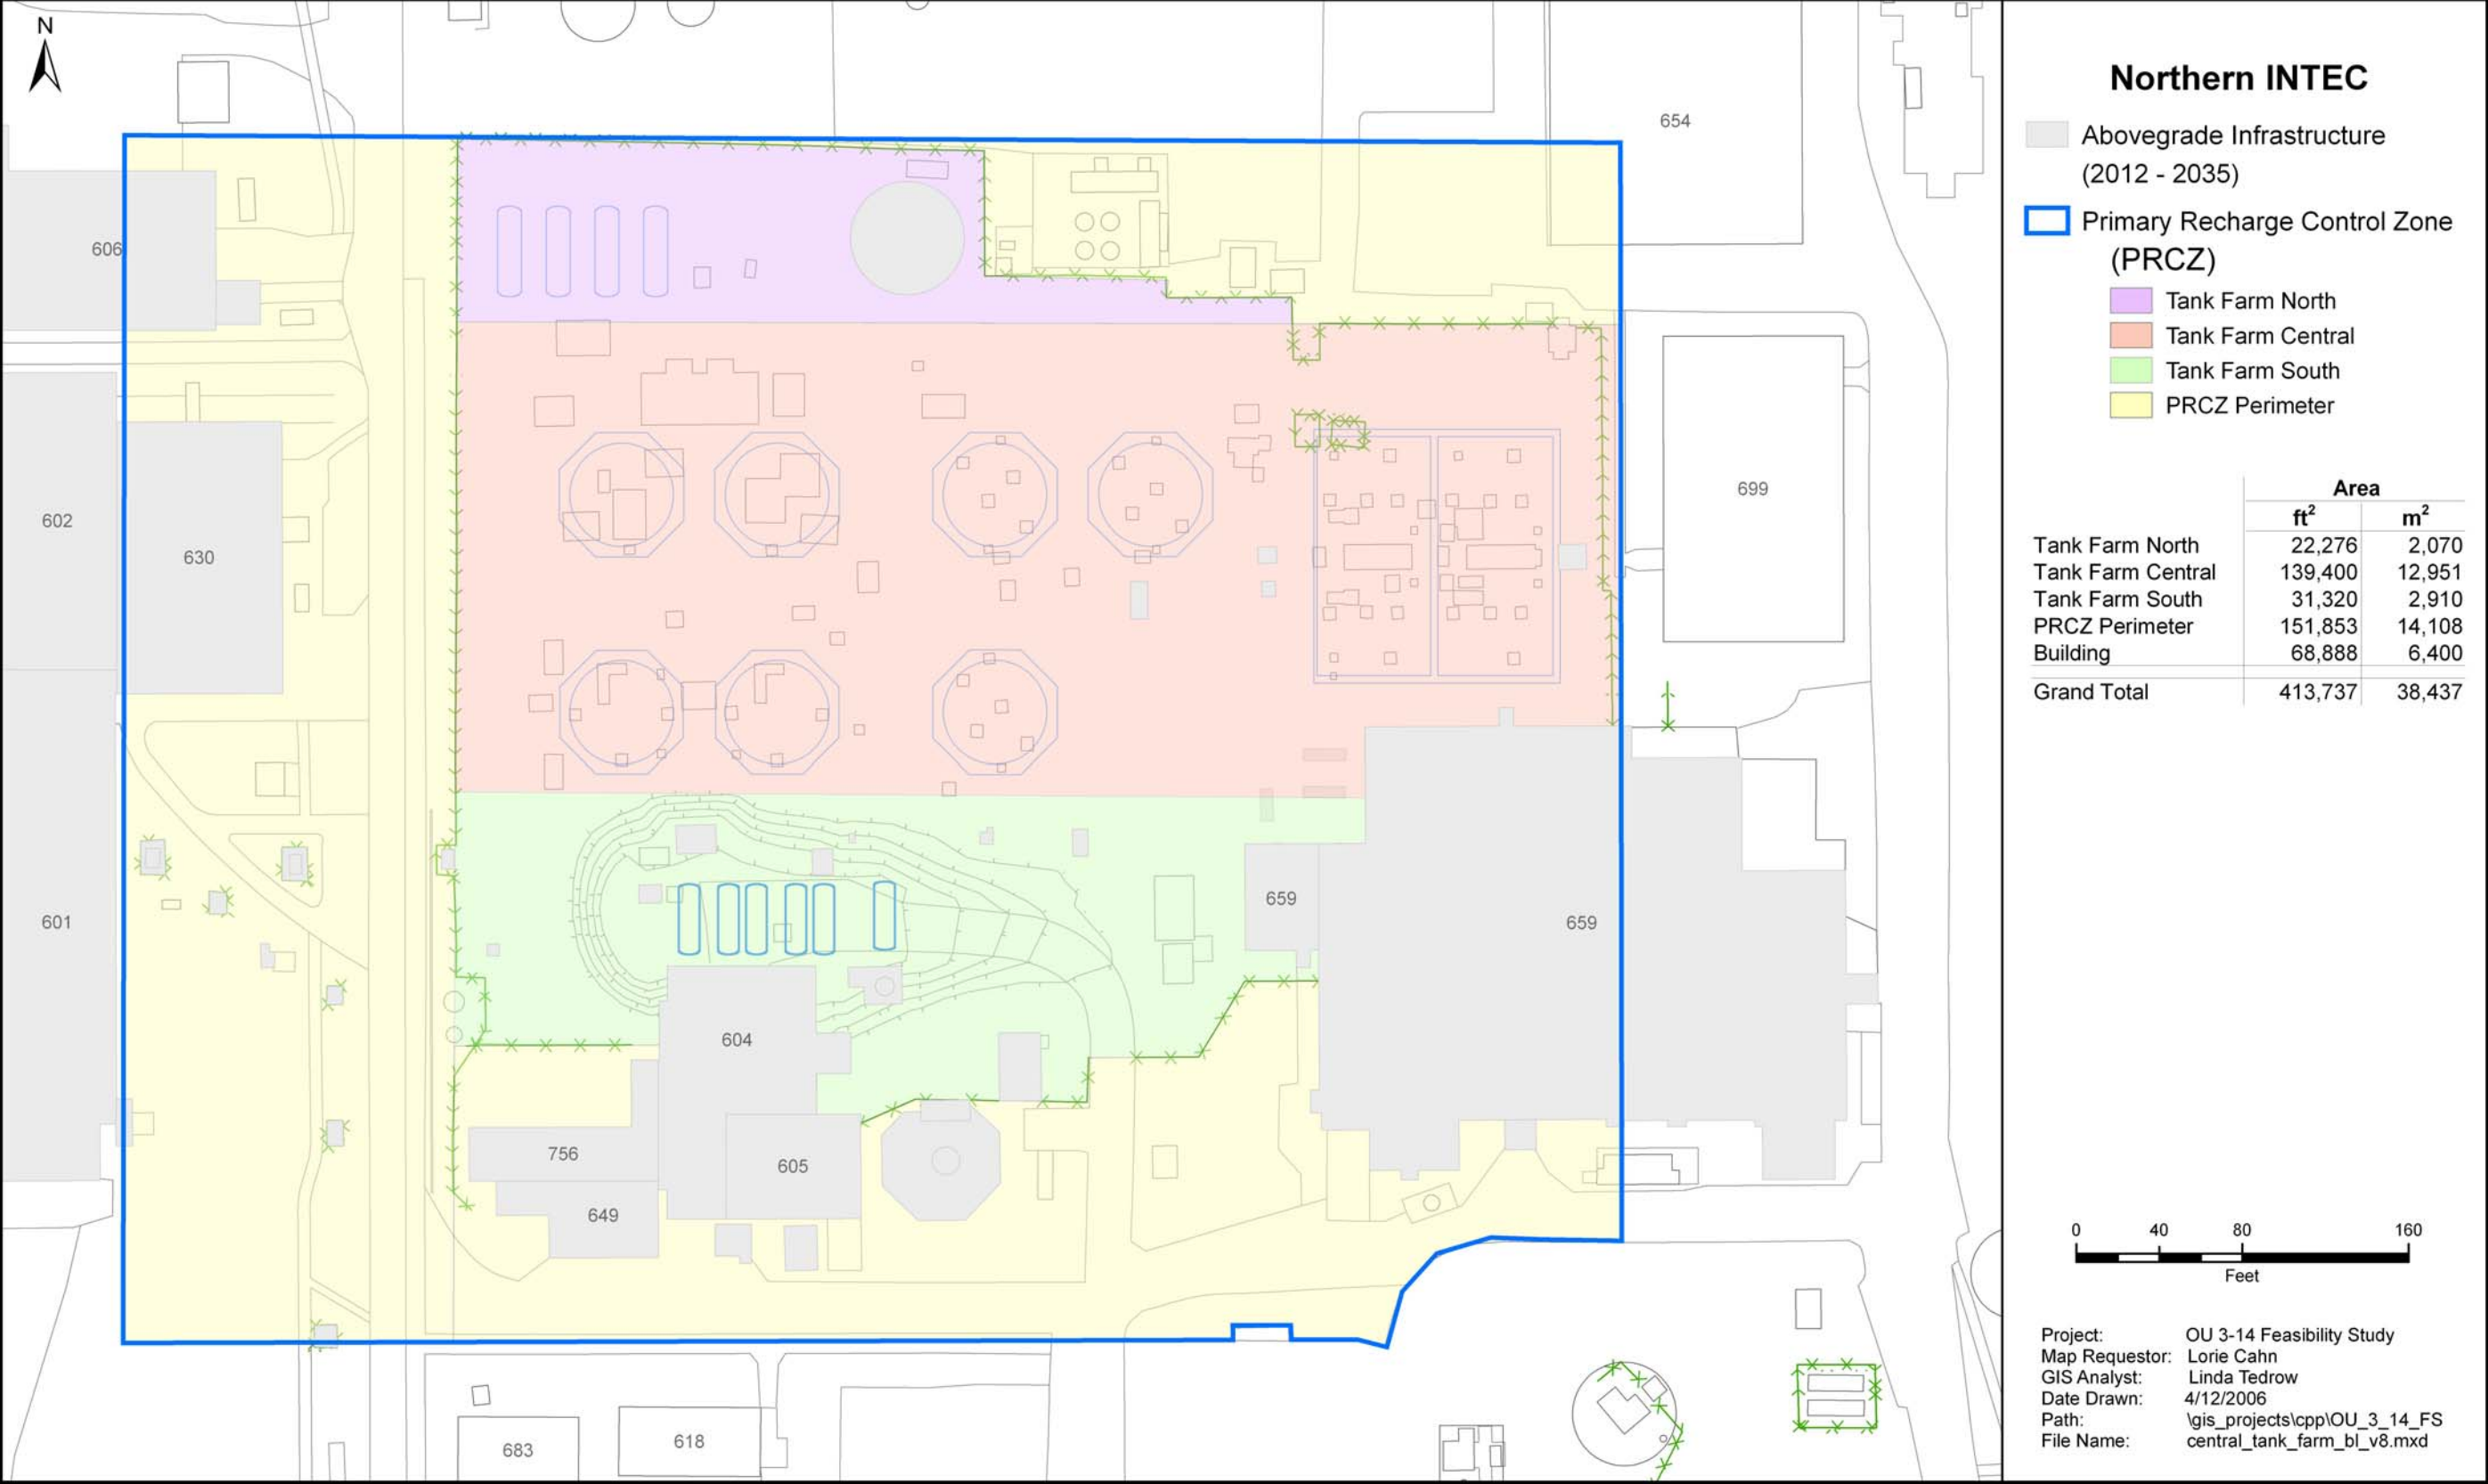 N
654
606
602
630
699
601
659
659
604
756
605
649
683
618
Northern INTEC
Abovegrade Infrastructure
(2012 - 2035)
Primary Recharge Control Zone
(PRCZ)
Tank Farm North
Tank Farm Central
Tank Farm South
PRCZ Perimeter
Area
ft² m²
Tank Farm North 22,276 2,070
Tank Farm Central 139,400 12,951
Tank Farm South 31,320 2,910
PRCZ Perimeter 151,853 14,108
Building 68,888 6,400
Grand Total 413,737 38,437
0 40 80 160
Feet
Project: OU 3-14 Feasibility Study
Map Requestor: Lorie Cahn
GIS Analyst: Linda Tedrow
Date Drawn: 4/12/2006
Path: \gis_projects\cpp\OU_3_14_FS
File Name: central_tank_farm_bl_v8.mxd